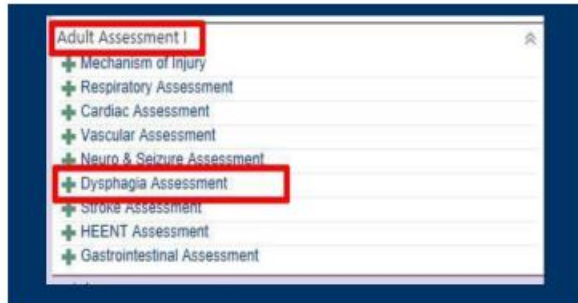 Adult Assessment I
Mechanism of Injury
Respiratory Assessment
Cardiac Assessment
Vascular Assessment
Neuro & Seizure Assessment
Dysphagia Assessment
Stroke Assessment
HEENT Assessment
Gastrointestinal Assessment